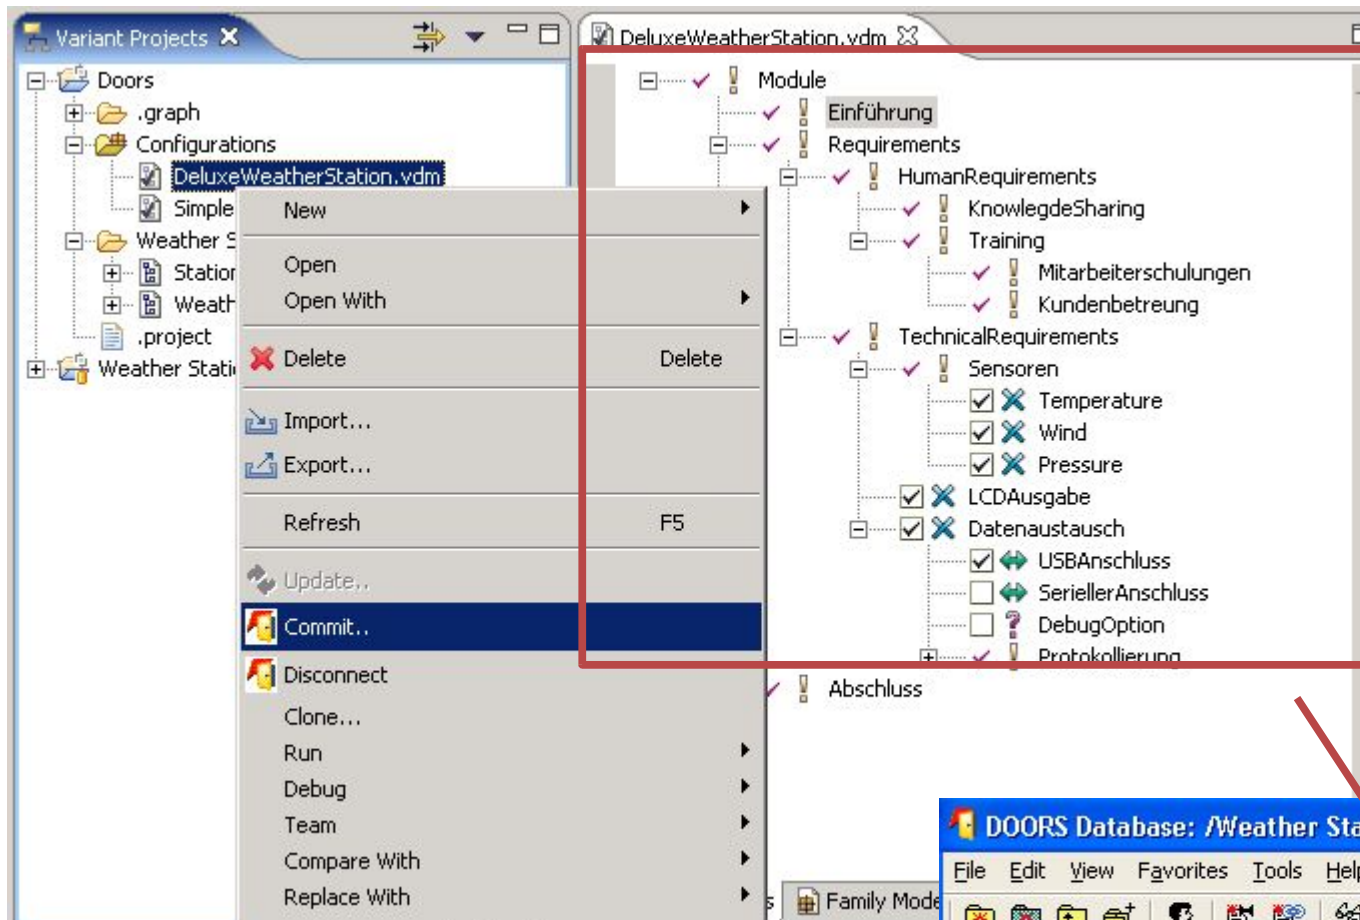 Variant Projects
Doors
.graph
Configurations
DeluxeWeatherStation.vdm
Simple
Weather S
Station
Weath
.project
Weather Stati
New
Open
Open With
Delete Delete
Import...
Export...
Refresh F5
Update..
Commit..
Disconnect
Clone...
Run
Debug
Team
Compare With
Replace With
DeluxeWeatherStation.vdm
Module
Einführung
Requirements
HumanRequirements
KnowlegdeSharing
Training
Mitarbeiterschulungen
Kundenbetreung
TechnicalRequirements
Sensoren
Temperature
Wind
Pressure
LCDAusgabe
Datenaustausch
USBAnschluss
SeriellerAnschluss
DebugOption
Protokollierung
Abschluss
s Family Mode
DOORS Database: /Weather Sta
File Edit View Favorites Tools Help